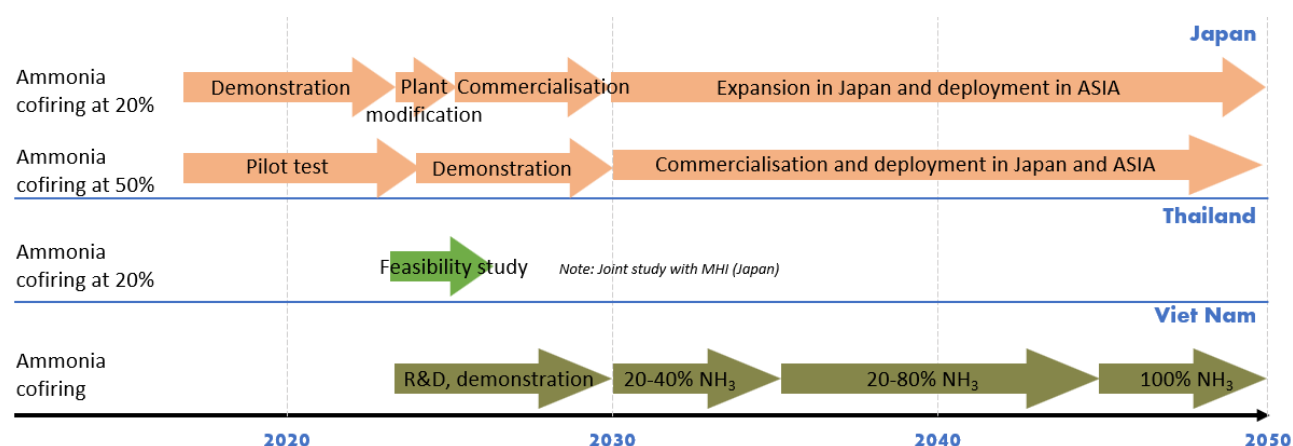 Japan
Ammonia
cofiring at 20%
Demonstration
Plant
modification
Commercialisation
Expansion in Japan and deployment in ASIA
Ammonia
cofiring at 50%
Pilot test
Demonstration
Commercialisation and deployment in Japan and ASIA
Thailand
Ammonia
cofiring at 20%
Feasibility study
Note: Joint study with MHI (Japan)
Viet Nam
Ammonia
cofiring
R&D, demonstration
20-40% NH₃
20-80% NH₃
100% NH₃
2020
2030
2040
2050